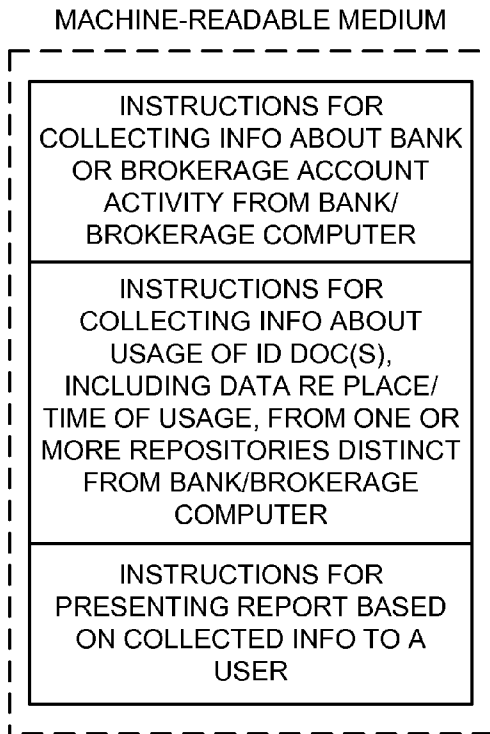 MACHINE-READABLE MEDIUM
INSTRUCTIONS FOR
COLLECTING INFO ABOUT BANK
OR BROKERAGE ACCOUNT
ACTIVITY FROM BANK/
BROKERAGE COMPUTER
INSTRUCTIONS FOR
COLLECTING INFO ABOUT
USAGE OF ID DOC(S),
INCLUDING DATA RE PLACE/
TIME OF USAGE, FROM ONE OR
MORE REPOSITORIES DISTINCT
FROM BANK/BROKERAGE
COMPUTER
INSTRUCTIONS FOR
PRESENTING REPORT BASED
ON COLLECTED INFO TO A
USER